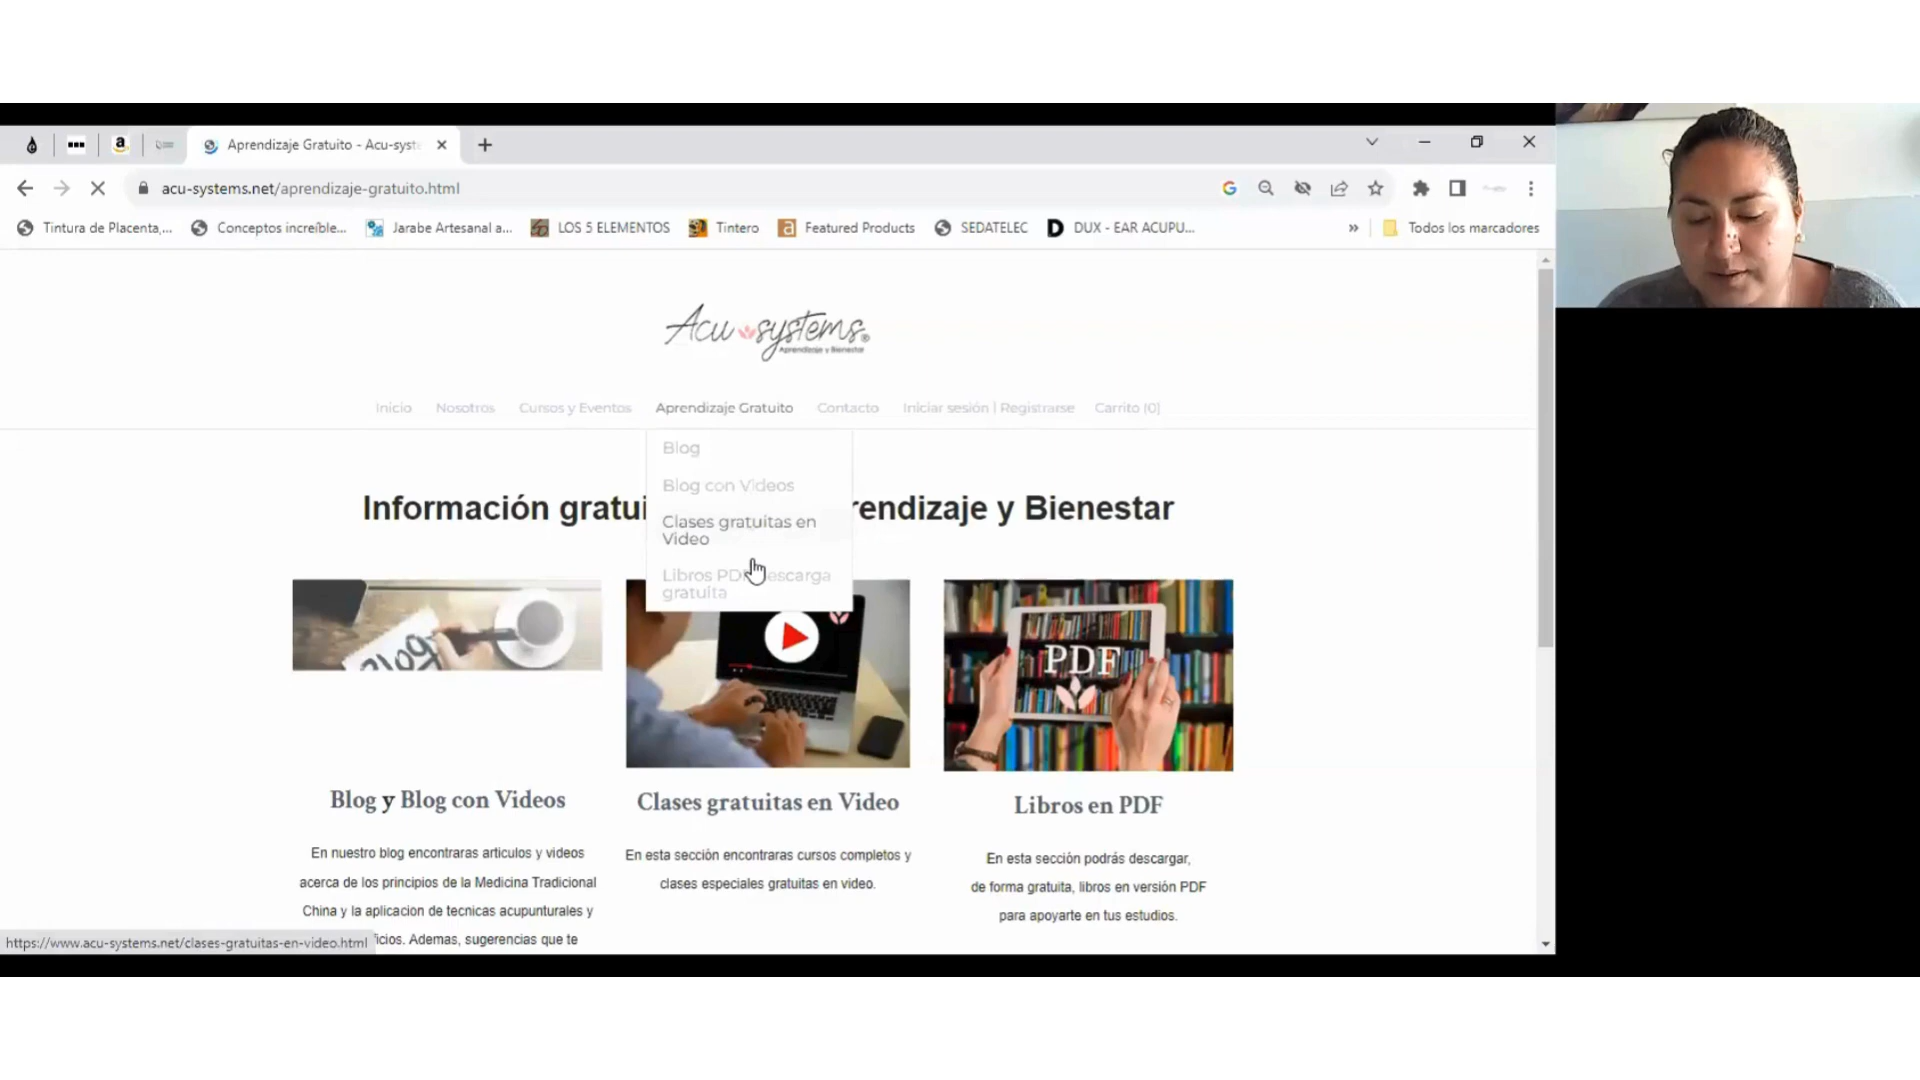 Aprendizaje Gratuito - Acu-syst
acu-systems.net/aprendizaje-gratuito.html
Tintura de Placenta,... Conceptos increíble... Jarabe Artesanal a... LOS 5 ELEMENTOS Tintero Featured Products SEDATELEC DUX - EAR ACUPU... » Todos los marcadores
Acu systems®
Aprendizaje y Bienestar
Inicio Nosotros Cursos y Eventos Aprendizaje Gratuito Contacto Iniciar sesión | Registrarse Carrito (0)
Blog
Blog con Videos
Clases gratuitas en
Video
Libros PDF descarga
gratuita
Información gratui rendizaje y Bienestar
Blog
PDF
Blog y Blog con Videos
En nuestro blog encontraras articulos y videos
acerca de los principios de la Medicina Tradicional
China y la aplicacion de tecnicas acupunturales y
icios. Ademas, sugerencias que te
Clases gratuitas en Video
En esta sección encontraras cursos completos y
clases especiales gratuitas en video.
Libros en PDF
En esta sección podrás descargar,
de forma gratuita, libros en versión PDF
para apoyarte en tus estudios.
https://www.acu-systems.net/clases-gratuitas-en-video.html